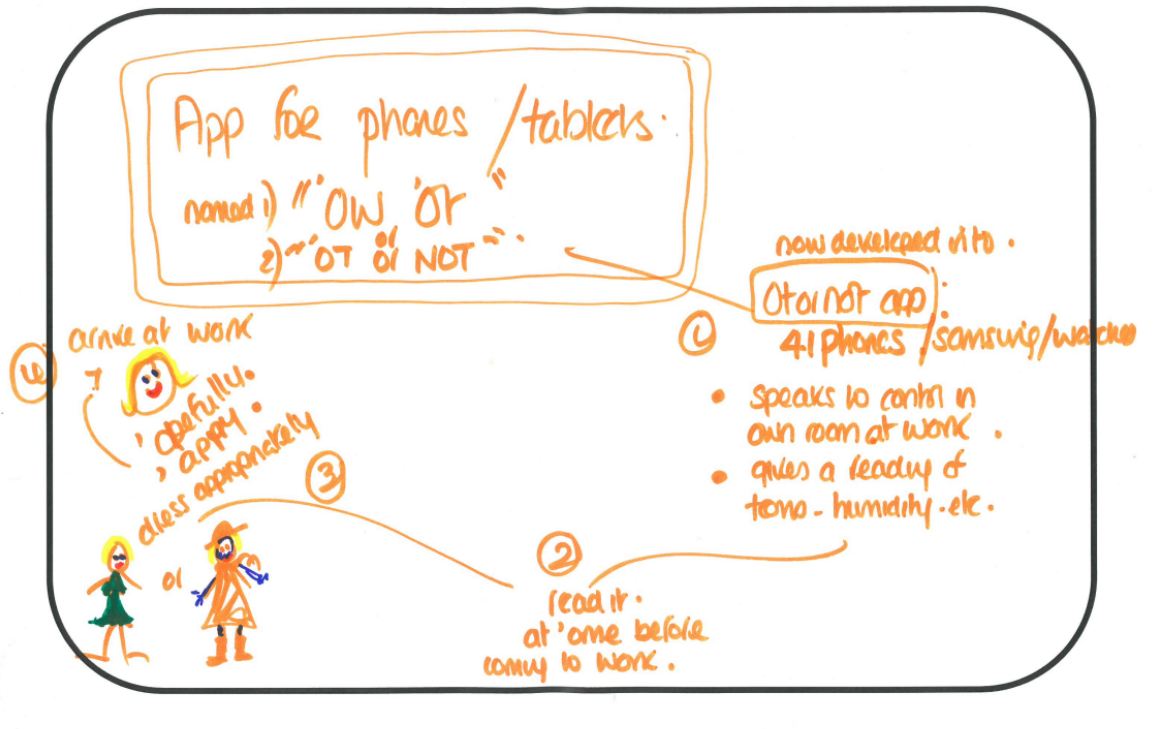 App for phones /tablets.
named 1) "'OW 'OT"
2) "'OT or NOT".
now developed into.
Otornot app:
1
41phones /samsung/watches
• speaks to control in
own room at work.
• gives a reading of
temp - humidity. etc.
2
read it.
at 'ome before
coming to work.
3
dress appropriately
or
4
arrive at work
'opefully.
'appy.